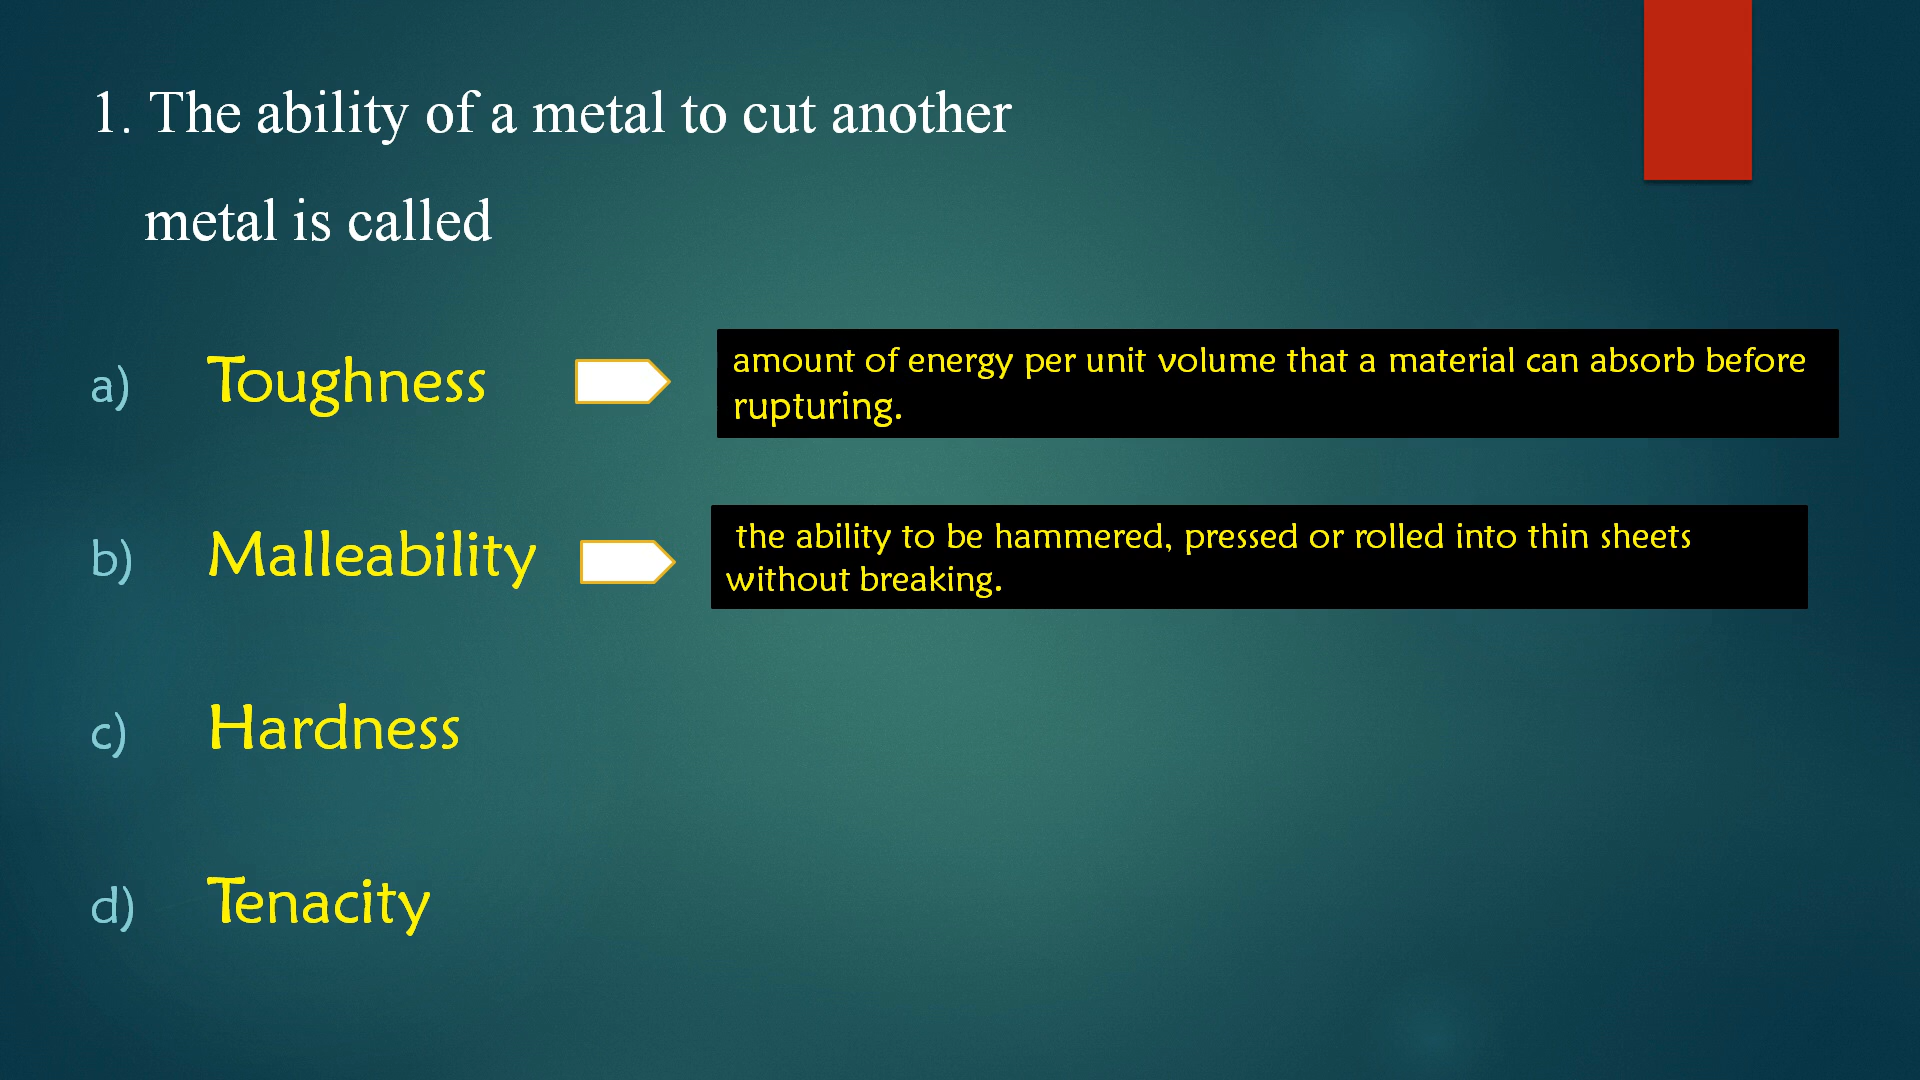 1. The ability of a metal to cut another
metal is called
a) Toughness
amount of energy per unit volume that a material can absorb before
rupturing.
b) Malleability
the ability to be hammered, pressed or rolled into thin sheets
without breaking.
c) Hardness
d) Tenacity